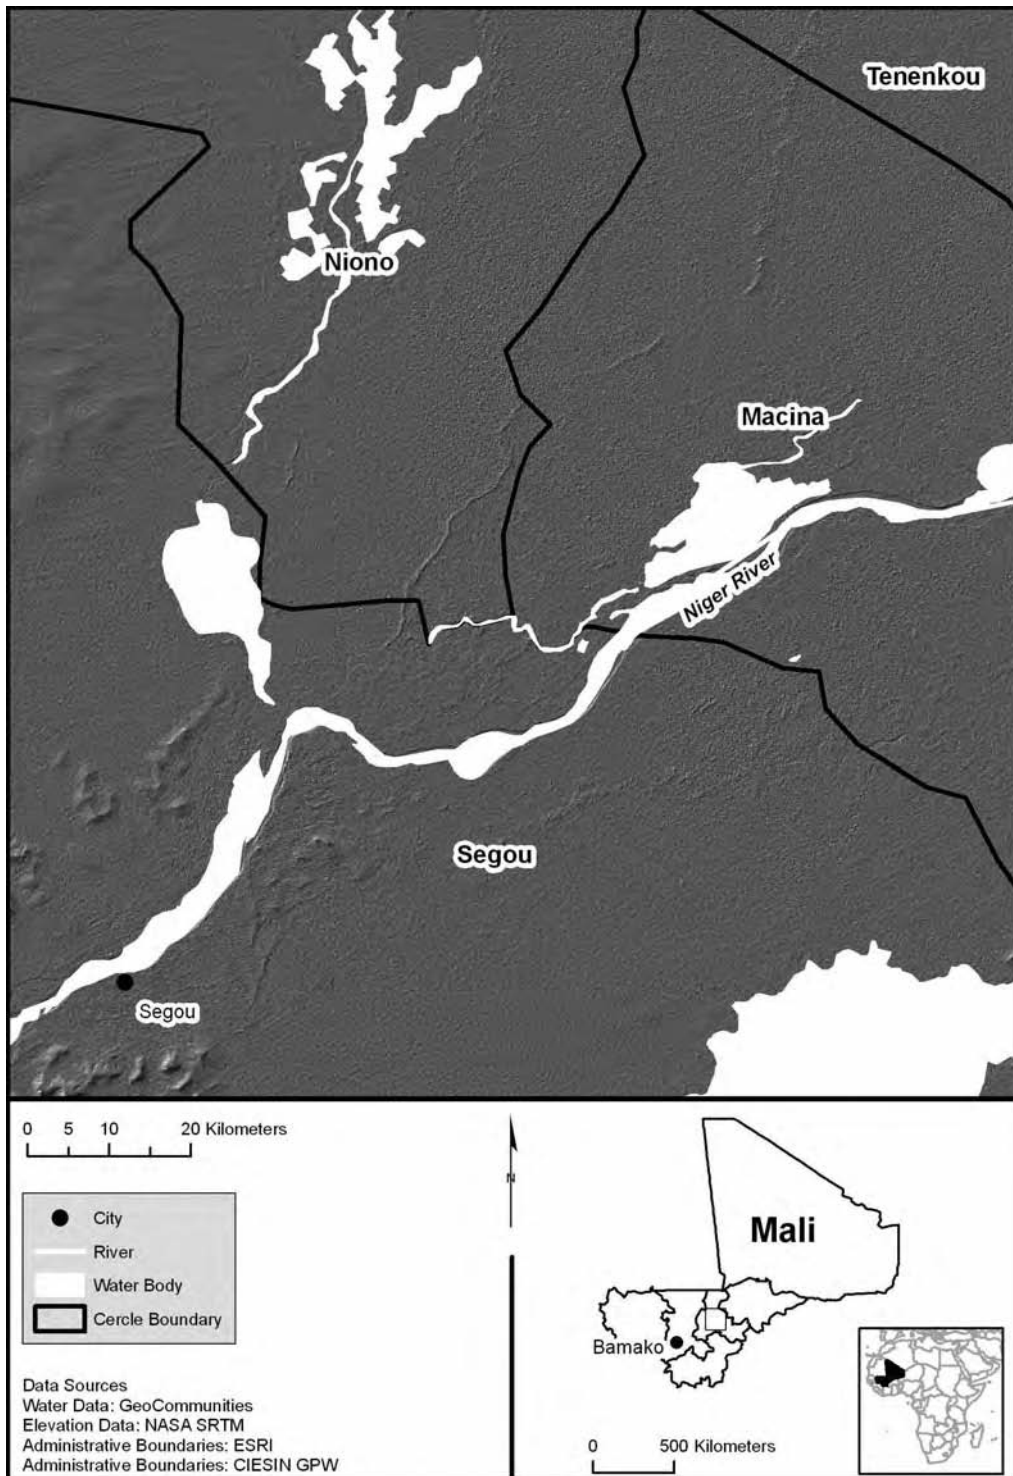 Tenenkou
Niono
Macina
Niger River
Segou
Segou
0 5 10 20 Kilometers
N
City
River
Water Body
Cercle Boundary
Mali
Bamako
0 500 Kilometers
Data Sources
Water Data: GeoCommunities
Elevation Data: NASA SRTM
Administrative Boundaries: ESRI
Administrative Boundaries: CIESIN GPW